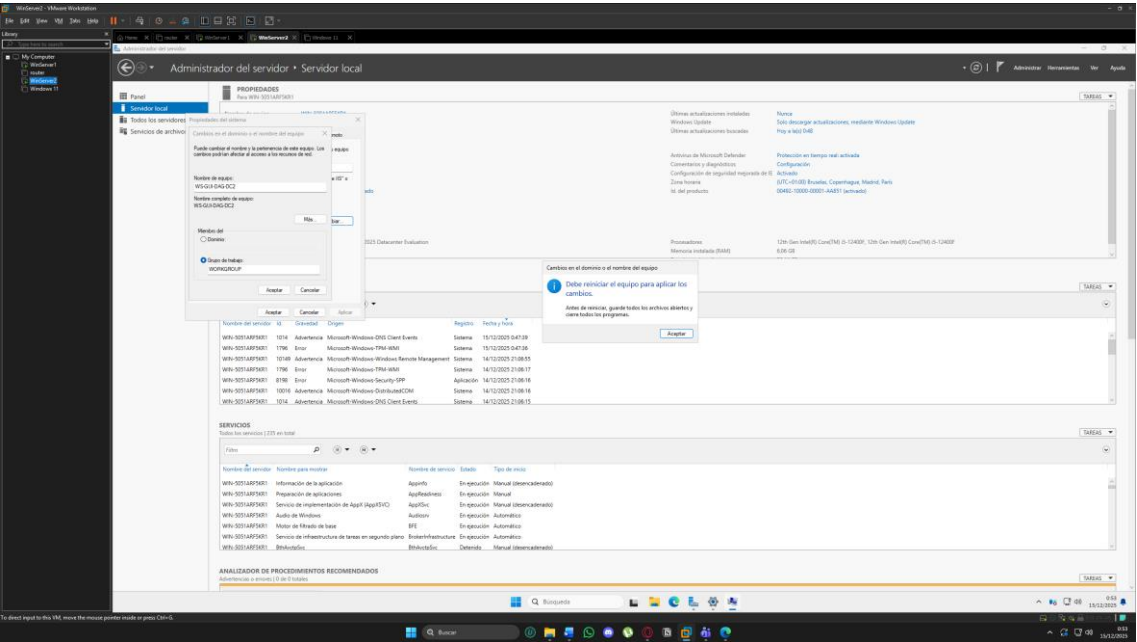 WinServer2 - VMware Workstation
File Edit View VM Tabs Help
Library
Type here to search
My Computer
WinServer1
router
WinServer2
Windows 11
Home router WinServer1 WinServer2 Windows 11
Administrador del servidor
Administrador del servidor • Servidor local
Administrar Herramientas Ver Ayuda
Panel
Servidor local
Todos los servidores
Servicios de archivos
PROPIEDADES
Para WIN-5051ARF5KR1
TAREAS
Últimas actualizaciones instaladas Nunca
Windows Update Solo descargar actualizaciones, mediante Windows Update
Últimas actualizaciones buscadas Hoy a la(s) 0:48
Antivirus de Microsoft Defender Protección en tiempo real: activada
Comentarios y diagnósticos Configuración
Configuración de seguridad mejorada de IE Activado
Zona horaria (UTC+01:00) Bruselas, Copenhague, Madrid, París
Id. del producto 00492-10000-00001-AA851 (activado)
2025 Datacenter Evaluation
Procesadores 12th Gen Intel(R) Core(TM) i5-12400F, 12th Gen Intel(R) Core(TM) i5-12400F
Memoria instalada (RAM) 6,06 GB
Propiedades del sistema
Cambios en el dominio o el nombre del equipo
Puede cambiar el nombre y la pertenencia de este equipo. Los
cambios podrían afectar al acceso a los recursos de red.
Nombre de equipo:
WS-GUI-DAG-DC2
Nombre completo de equipo:
WS-GUI-DAG-DC2
Más...
Miembro del
Dominio:
Grupo de trabajo:
WORKGROUP
Aceptar Cancelar
Aceptar Cancelar Aplicar
Cambios en el dominio o el nombre del equipo
Debe reiniciar el equipo para aplicar los
cambios.
Antes de reiniciar, guarde todos los archivos abiertos y
cierre todos los programas.
Aceptar
TAREAS
Nombre del servidor Id. Gravedad Origen Registro Fecha y hora
WIN-5051ARF5KR1 1014 Advertencia Microsoft-Windows-DNS Client Events Sistema 15/12/2025 0:47:39
WIN-5051ARF5KR1 1796 Error Microsoft-Windows-TPM-WMI Sistema 15/12/2025 0:47:36
WIN-5051ARF5KR1 10149 Advertencia Microsoft-Windows-Windows Remote Management Sistema 14/12/2025 21:08:55
WIN-5051ARF5KR1 1796 Error Microsoft-Windows-TPM-WMI Sistema 14/12/2025 21:08:17
WIN-5051ARF5KR1 8198 Error Microsoft-Windows-Security-SPP Aplicación 14/12/2025 21:08:16
WIN-5051ARF5KR1 10016 Advertencia Microsoft-Windows-DistributedCOM Sistema 14/12/2025 21:08:16
WIN-5051ARF5KR1 1014 Advertencia Microsoft-Windows-DNS Client Events Sistema 14/12/2025 21:08:15
SERVICIOS
Todos los servicios | 225 en total
TAREAS
Filtro
Nombre del servidor Nombre para mostrar Nombre de servicio Estado Tipo de inicio
WIN-5051ARF5KR1 Información de la aplicación Appinfo En ejecución Manual (desencadenado)
WIN-5051ARF5KR1 Preparación de aplicaciones AppReadiness En ejecución Manual
WIN-5051ARF5KR1 Servicio de implementación de AppX (AppXSVC) AppXSvc En ejecución Manual (desencadenado)
WIN-5051ARF5KR1 Audio de Windows Audiosrv En ejecución Automático
WIN-5051ARF5KR1 Motor de filtrado de base BFE En ejecución Automático
WIN-5051ARF5KR1 Servicio de infraestructura de tareas en segundo plano BrokerInfrastructure En ejecución Automático
WIN-5051ARF5KR1 BthAvctpSvc Detenido Manual (desencadenado)
ANALIZADOR DE PROCEDIMIENTOS RECOMENDADOS
Advertencias o errores | 0 de 0 totales
TAREAS
Búsqueda
0:53
15/12/2025
To direct input to this VM, move the mouse pointer inside or press Ctrl+G.
Buscar
0:53
15/12/2025